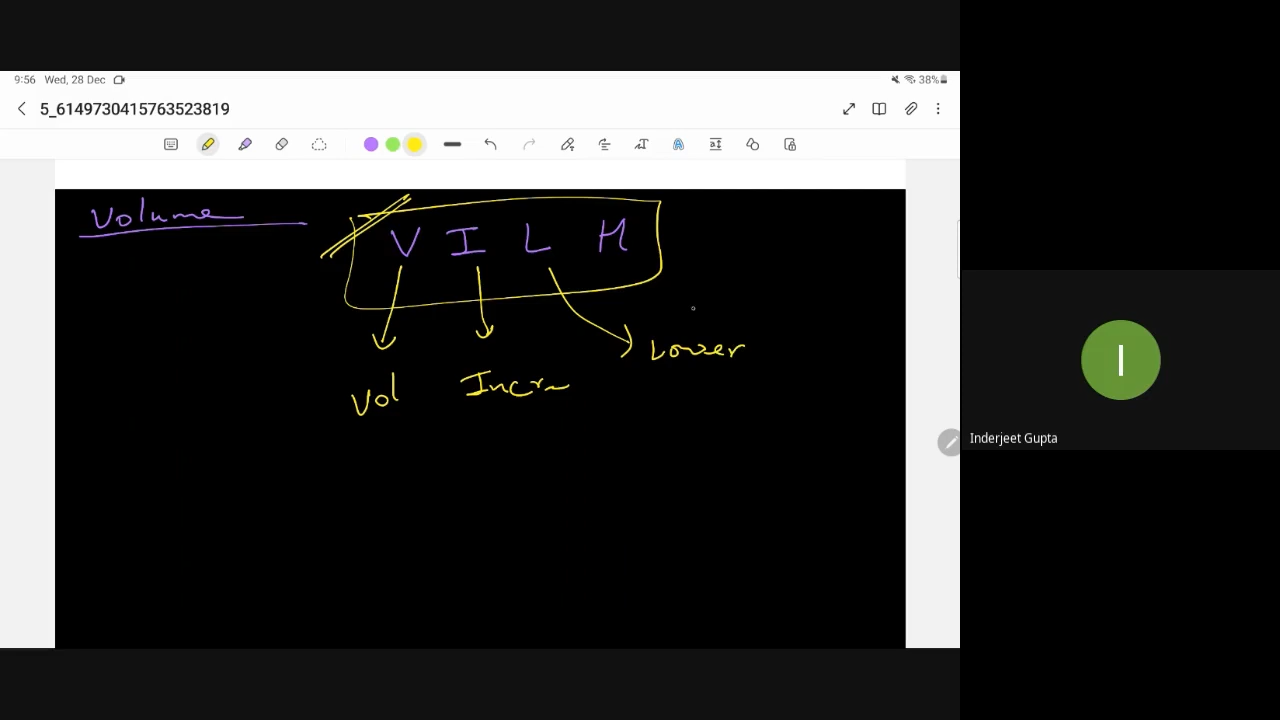 9:56 Wed, 28 Dec 38%
5_6149730415763523819
Volume
V I L H
Lower
Vol Incr
I
Inderjeet Gupta